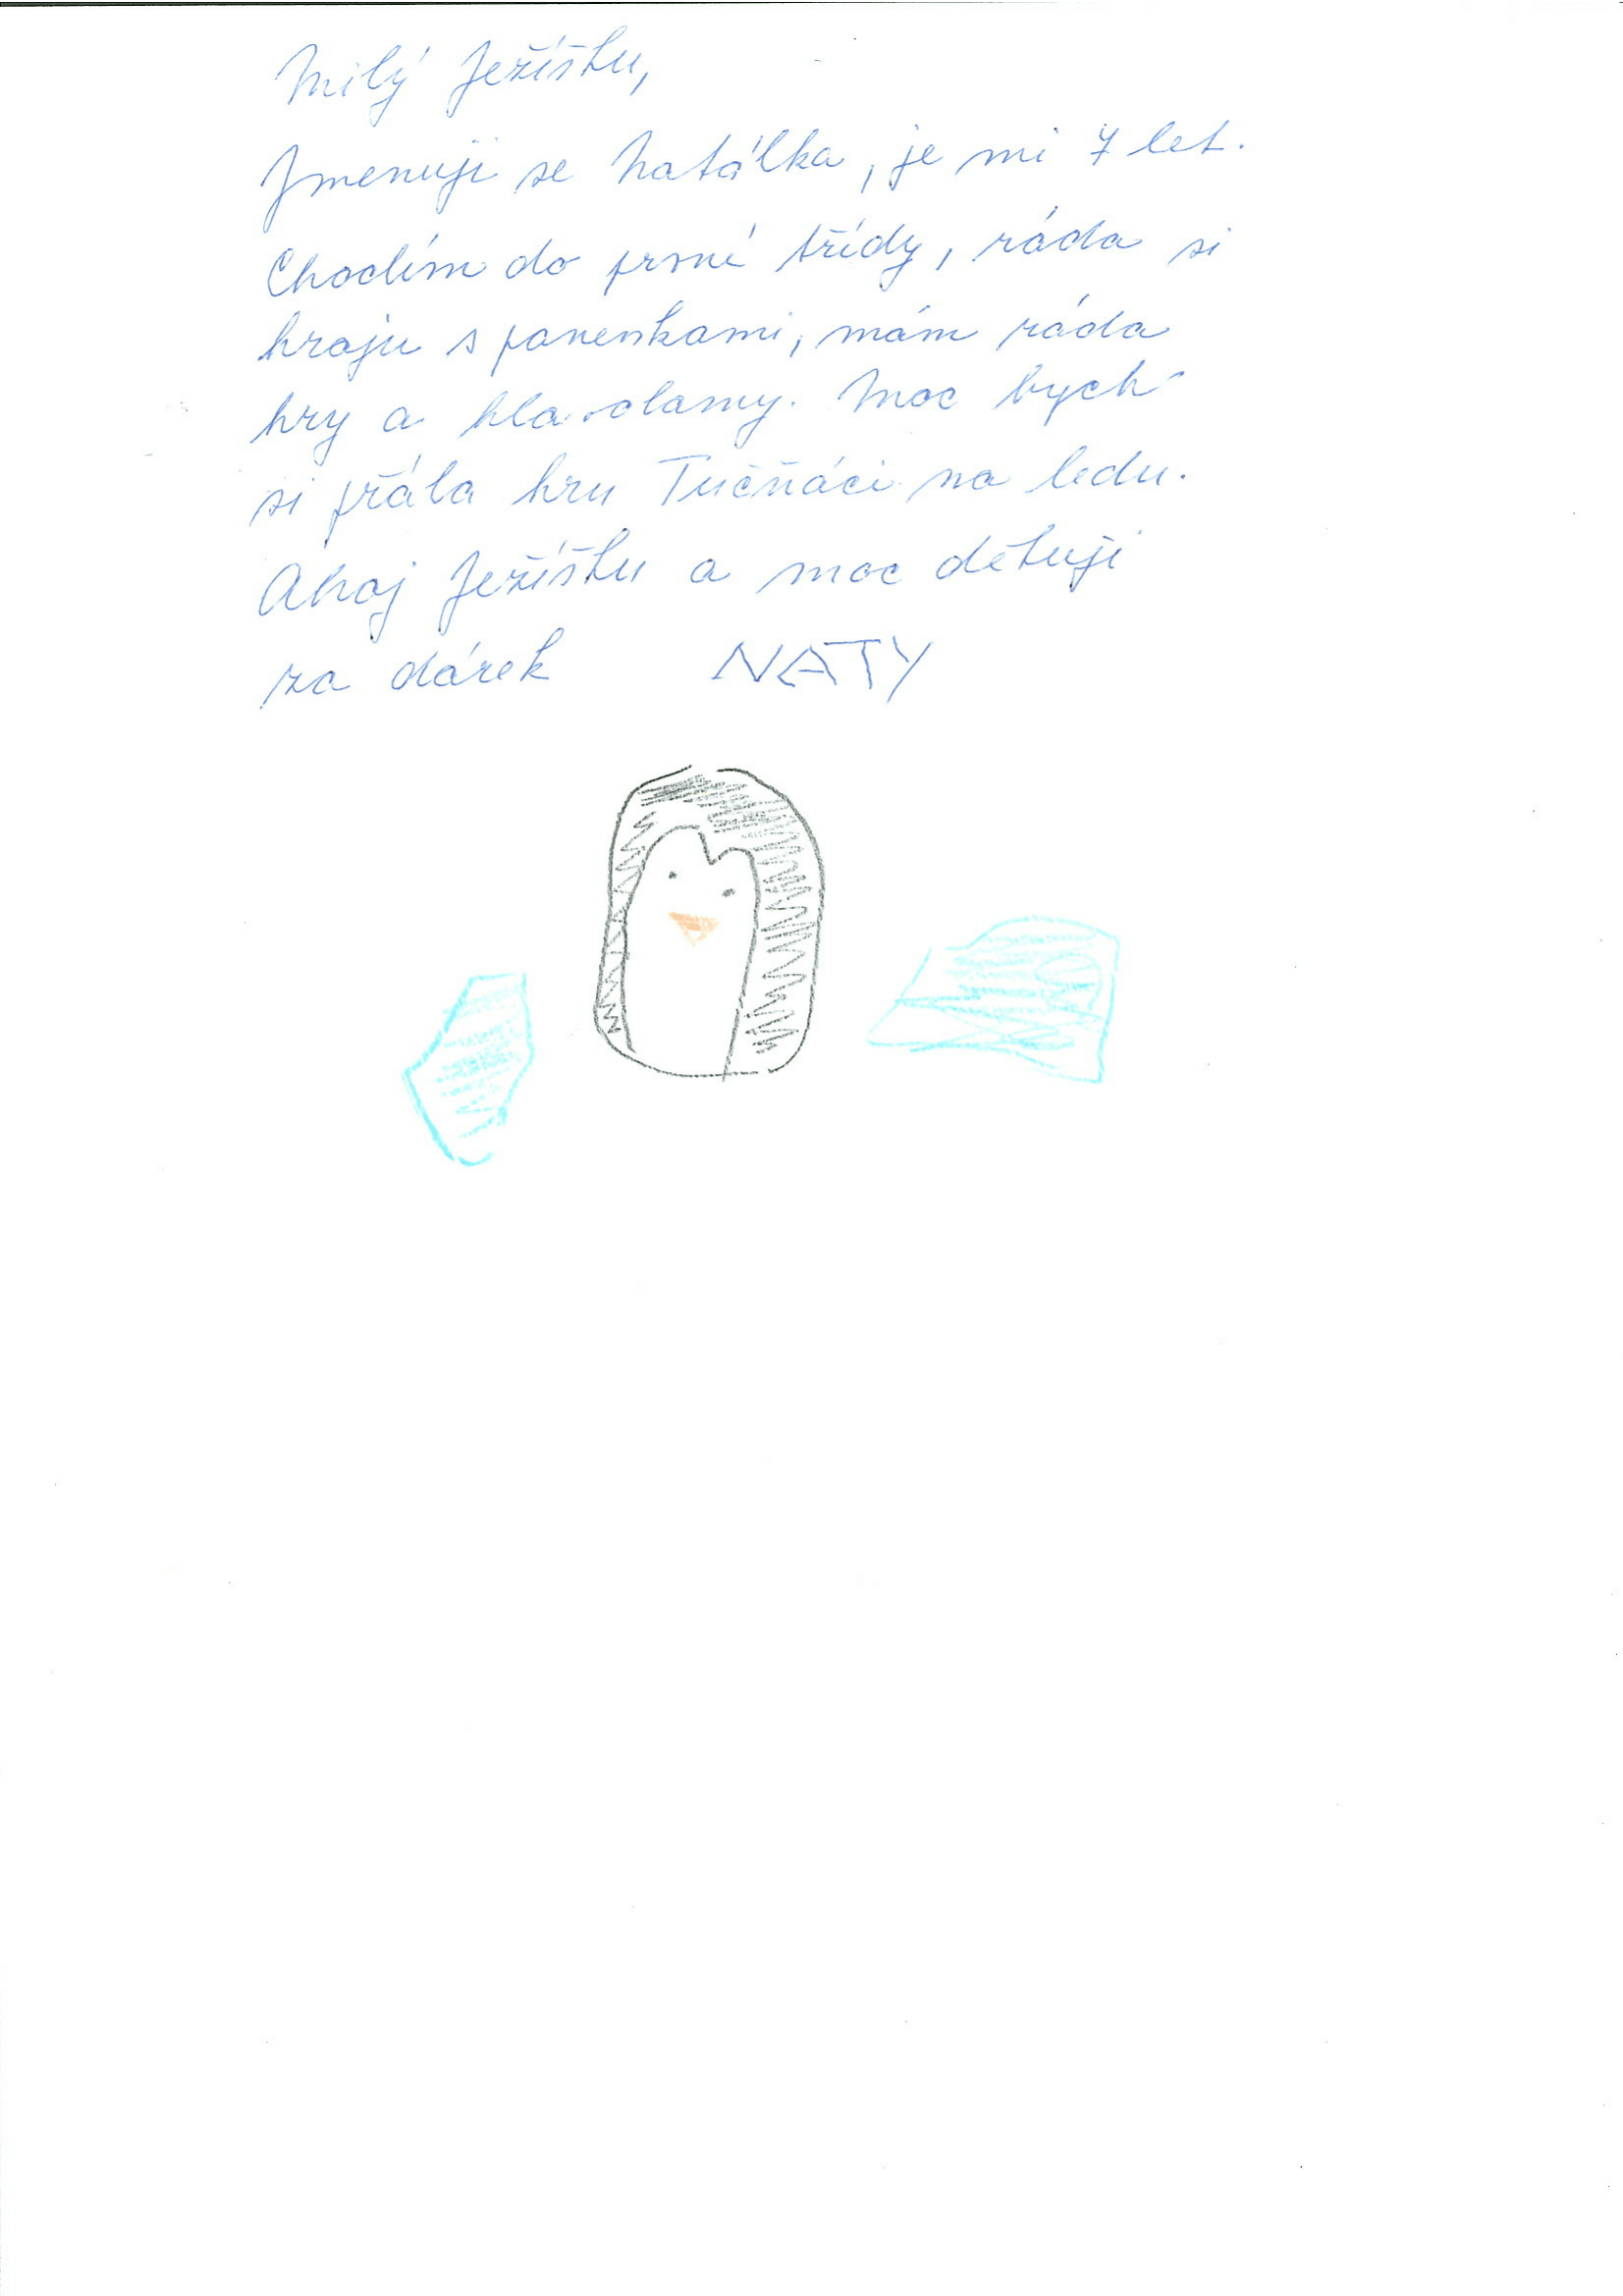 Milý Ježíšku,
Jmenuji se Natálka, je mi 7 let.
Chodím do první třídy, ráda si
hraju s panenkami, mám ráda
hry a hlavolamy. Moc bych
si přála hru Tučňáci na ledu.
Ahoj Ježíšku a moc děkuji
za dárek NATY